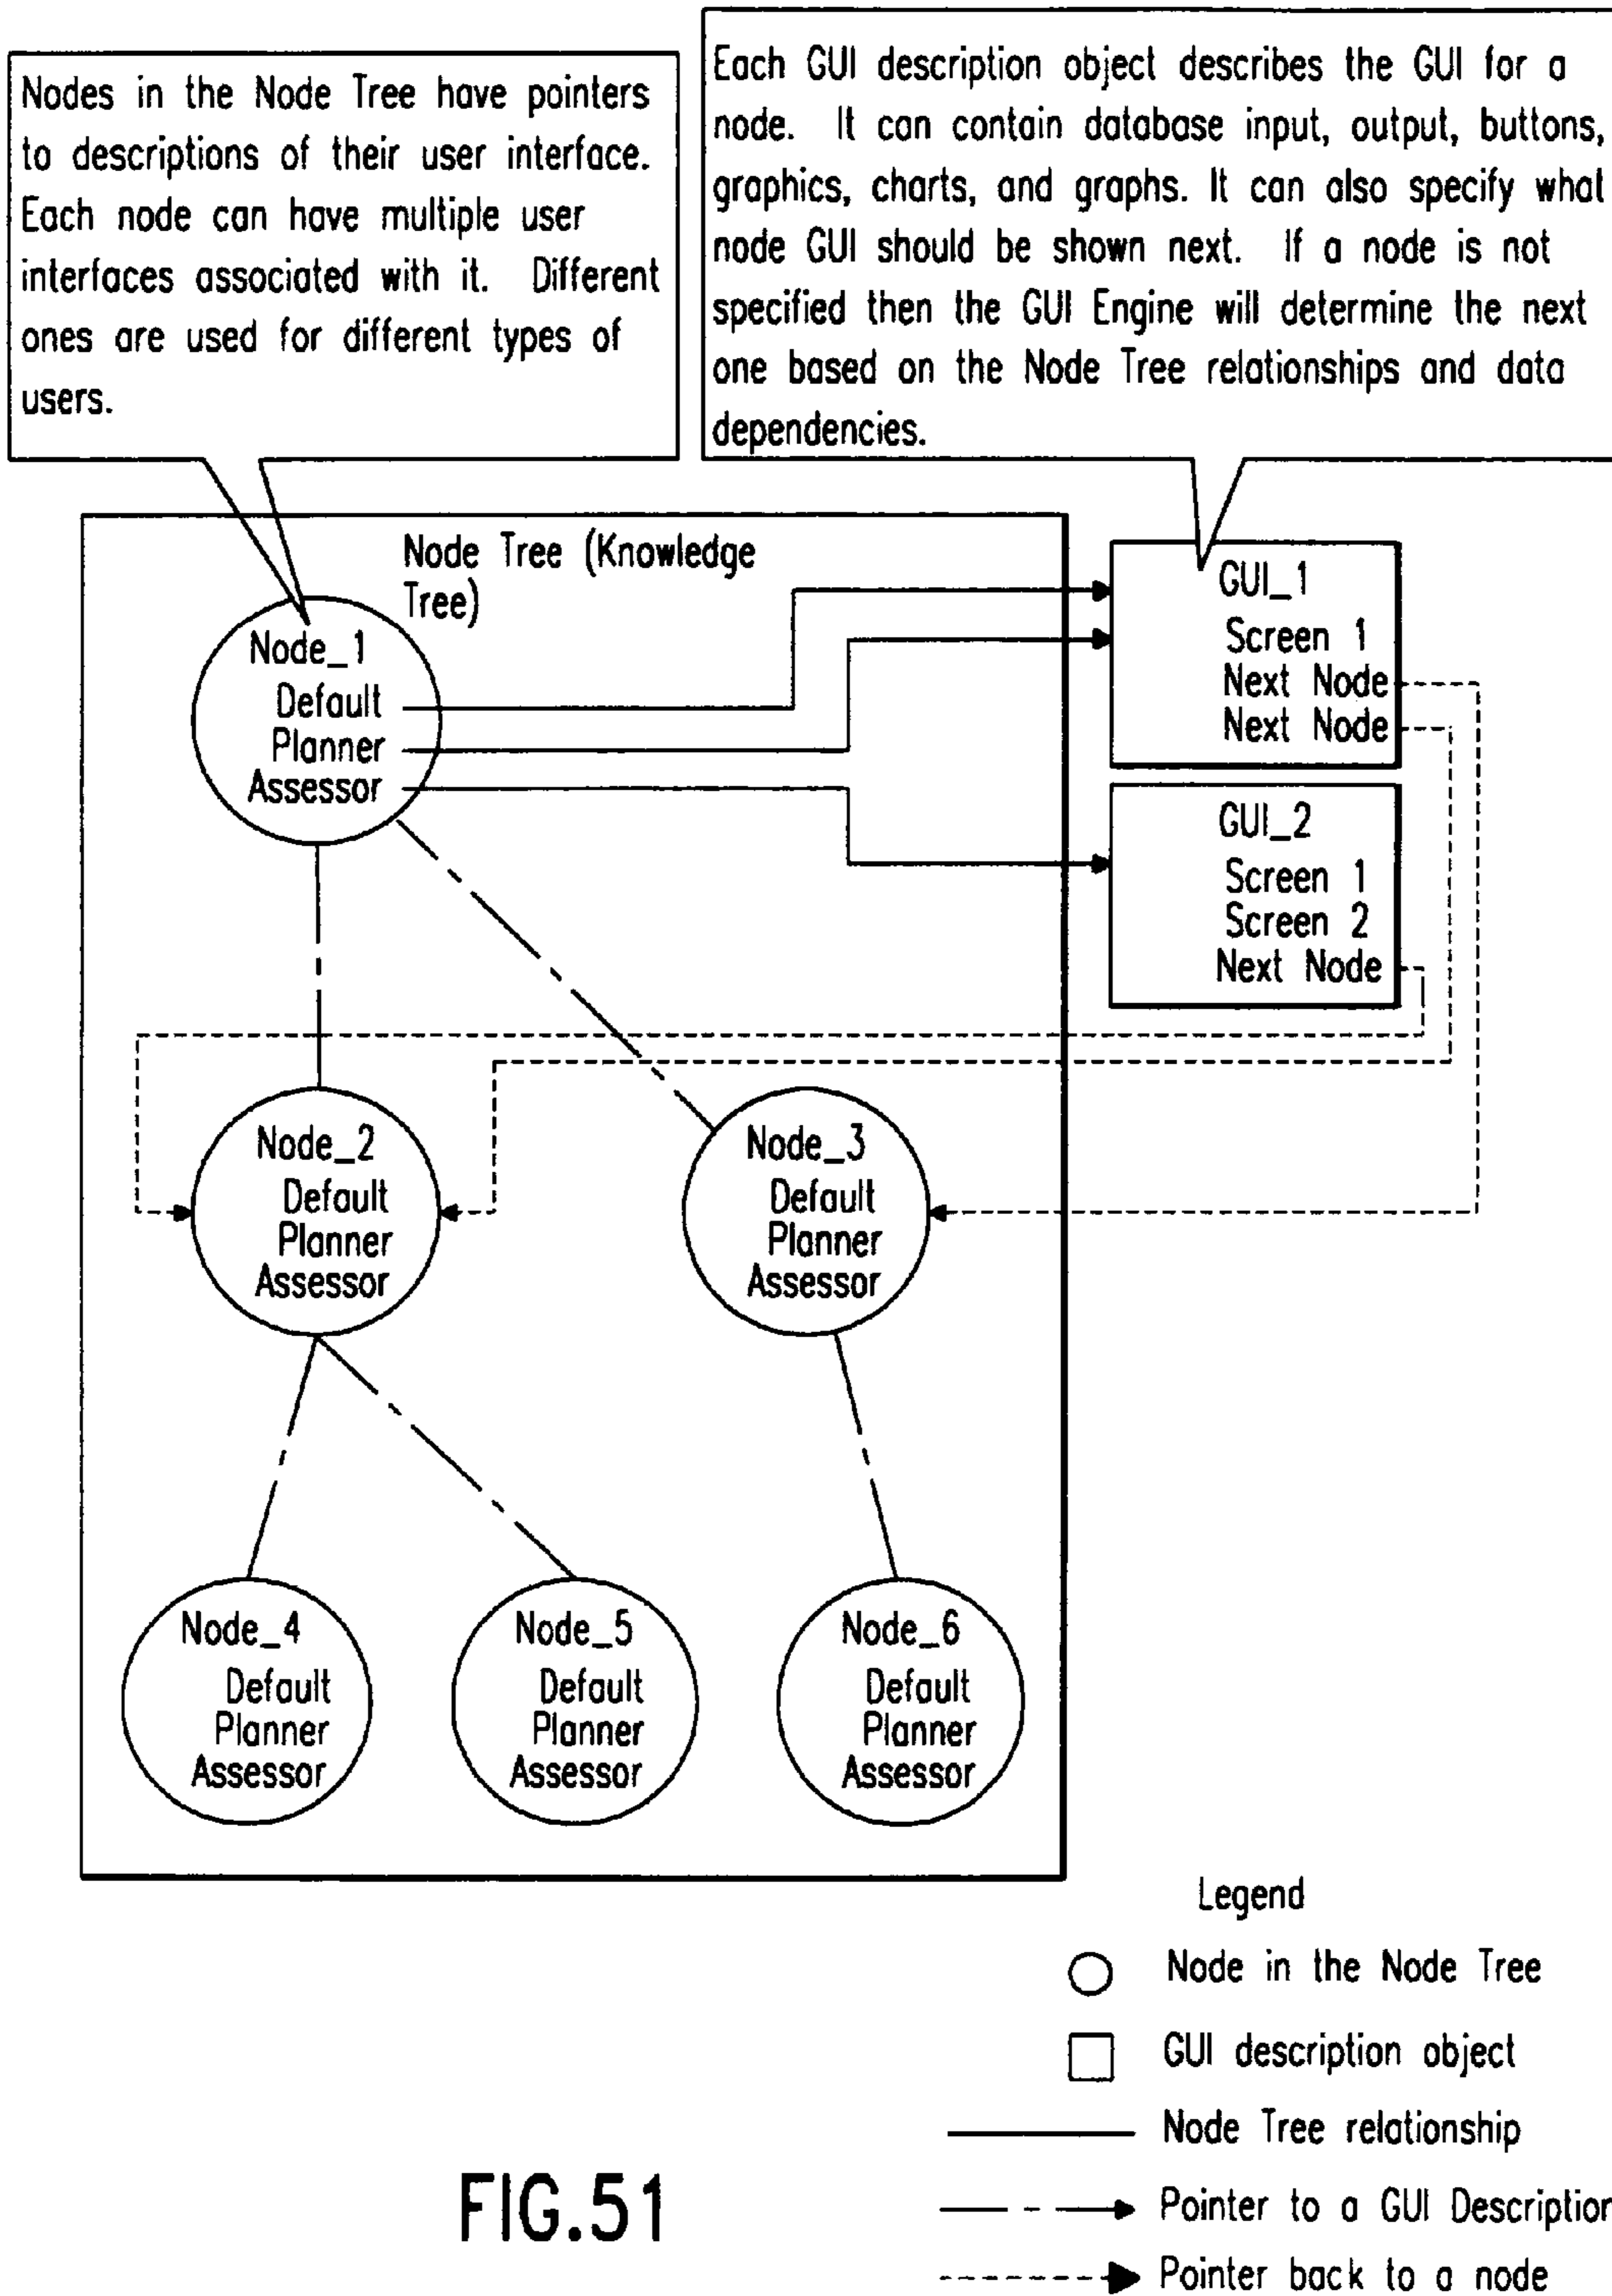 Nodes in the Node Tree have pointers
to descriptions of their user interface.
Each node can have multiple user
interfaces associated with it. Different
ones are used for different types of
users.
Each GUI description object describes the GUI for a
node. It can contain database input, output, buttons,
graphics, charts, and graphs. It can also specify what
node GUI should be shown next. If a node is not
specified then the GUI Engine will determine the next
one based on the Node Tree relationships and data
dependencies.
Node Tree (Knowledge
Tree)
Node_1
Default
Planner
Assessor
GUI_1
Screen 1
Next Node
Next Node
GUI_2
Screen 1
Screen 2
Next Node
Node_2
Default
Planner
Assessor
Node_3
Default
Planner
Assessor
Node_4
Default
Planner
Assessor
Node_5
Default
Planner
Assessor
Node_6
Default
Planner
Assessor
Legend
Node in the Node Tree
GUI description object
Node Tree relationship
Pointer to a GUI Description
Pointer back to a node
FIG.51